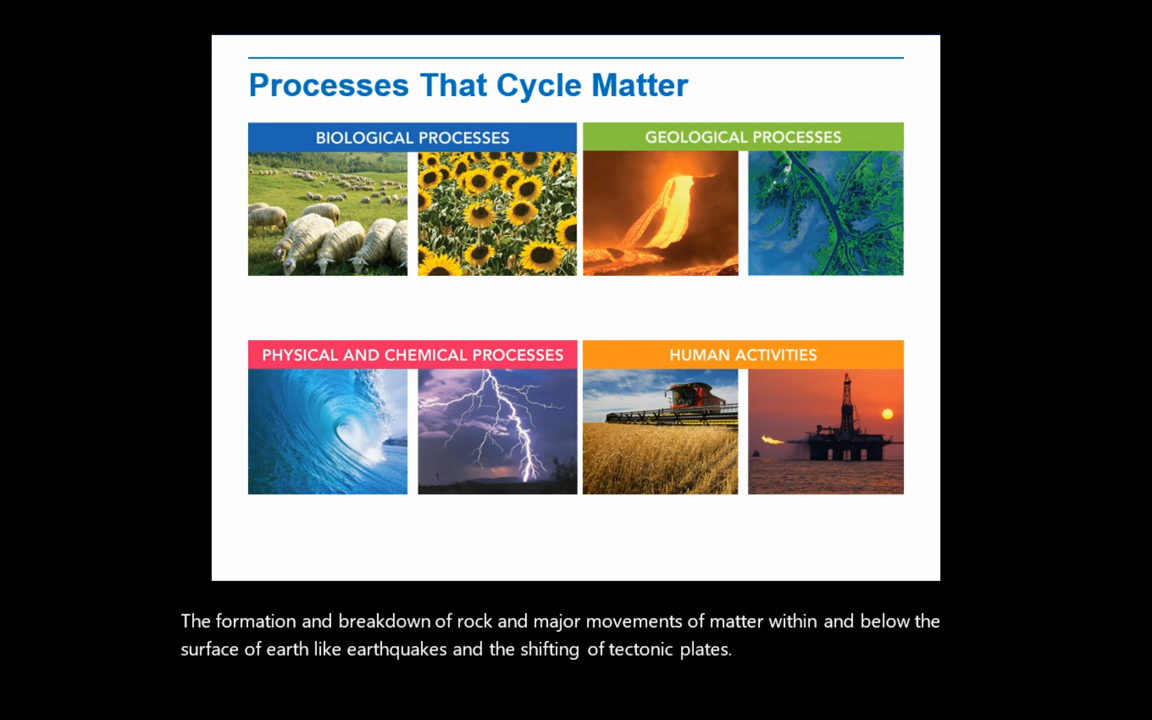 Processes That Cycle Matter
BIOLOGICAL PROCESSES
GEOLOGICAL PROCESSES
PHYSICAL AND CHEMICAL PROCESSES
HUMAN ACTIVITIES
The formation and breakdown of rock and major movements of matter within and below the
surface of earth like earthquakes and the shifting of tectonic plates.